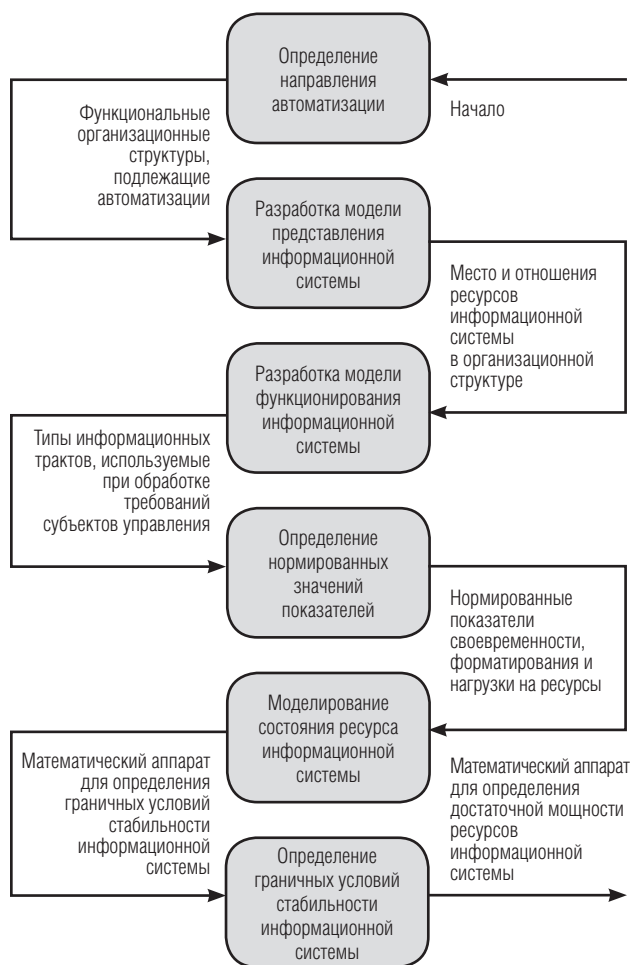 Определение
направления
автоматизации
Начало
Функциональные
организационные
структуры,
подлежащие
автоматизации
Разработка модели
представления
информационной
системы
Место и отношения
ресурсов
информационной
системы
в организационной
структуре
Разработка модели
функционирования
информационной
системы
Типы информационных
трактов, используемые
при обработке
требований
субъектов управления
Определение
нормированных
значений
показателей
Нормированные
показатели
своевременности,
форматирования и
нагрузки на ресурсы
Моделирование
состояния ресурса
информационной
системы
Математический аппарат
для определения
граничных условий
стабильности
информационной
системы
Математический аппарат
для определения
достаточной мощности
ресурсов
информационной
системы
Определение
граничных условий
стабильности
информационной
системы